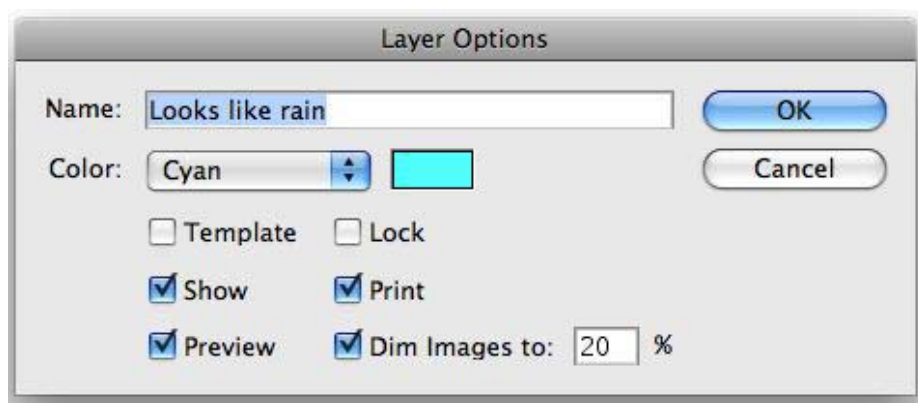 Layer Options
Name: Looks like rain OK
Color: Cyan Cancel
Template Lock
Show Print
Preview Dim Images to: 20 %